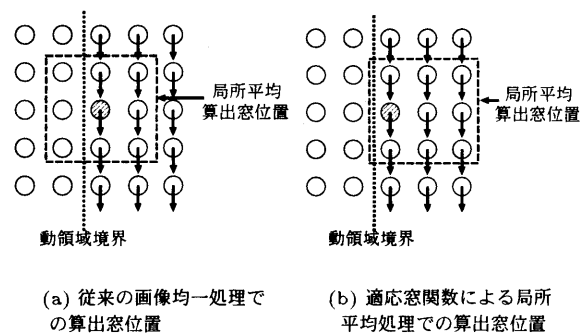 局所平均
算出窓位置
動領域境界
(a) 従来の画像均一処理で
の算出窓位置
局所平均
算出窓位置
動領域境界
(b) 適応窓関数による局所
平均処理での算出窓位置